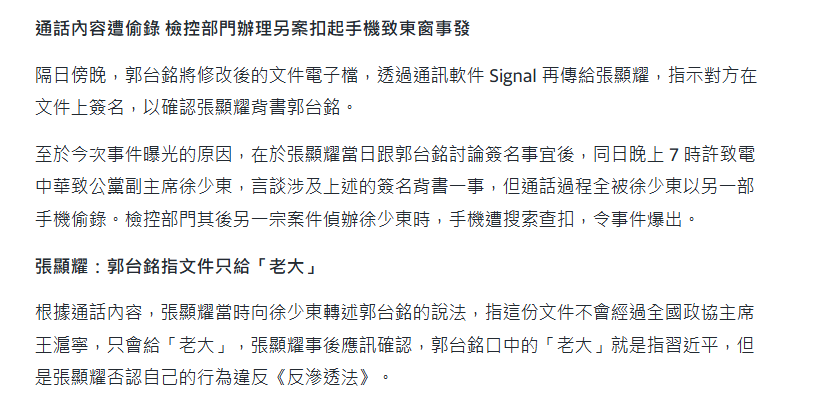 通話內容遭偷錄 檢控部門辦理另案扣起手機致東窗事發
隔日傍晚，郭台銘將修改後的文件電子檔，透過通訊軟件 Signal 再傳給張顯耀，指示對方在
文件上簽名，以確認張顯耀背書郭台銘。
至於今次事件曝光的原因，在於張顯耀當日跟郭台銘討論簽名事宜後，同日晚上 7 時許致電
中華致公黨副主席徐少東，言談涉及上述的簽名背書一事，但通話過程全被徐少東以另一部
手機偷錄。檢控部門其後另一宗案件偵辦徐少東時，手機遭搜索查扣，令事件爆出。
張顯耀：郭台銘指文件只給「老大」
根據通話內容，張顯耀當時向徐少東轉述郭台銘的說法，指這份文件不會經過全國政協主席
王滬寧，只會給「老大」，張顯耀事後應訊確認，郭台銘口中的「老大」就是指習近平，但
是張顯耀否認自己的行為違反《反滲透法》。